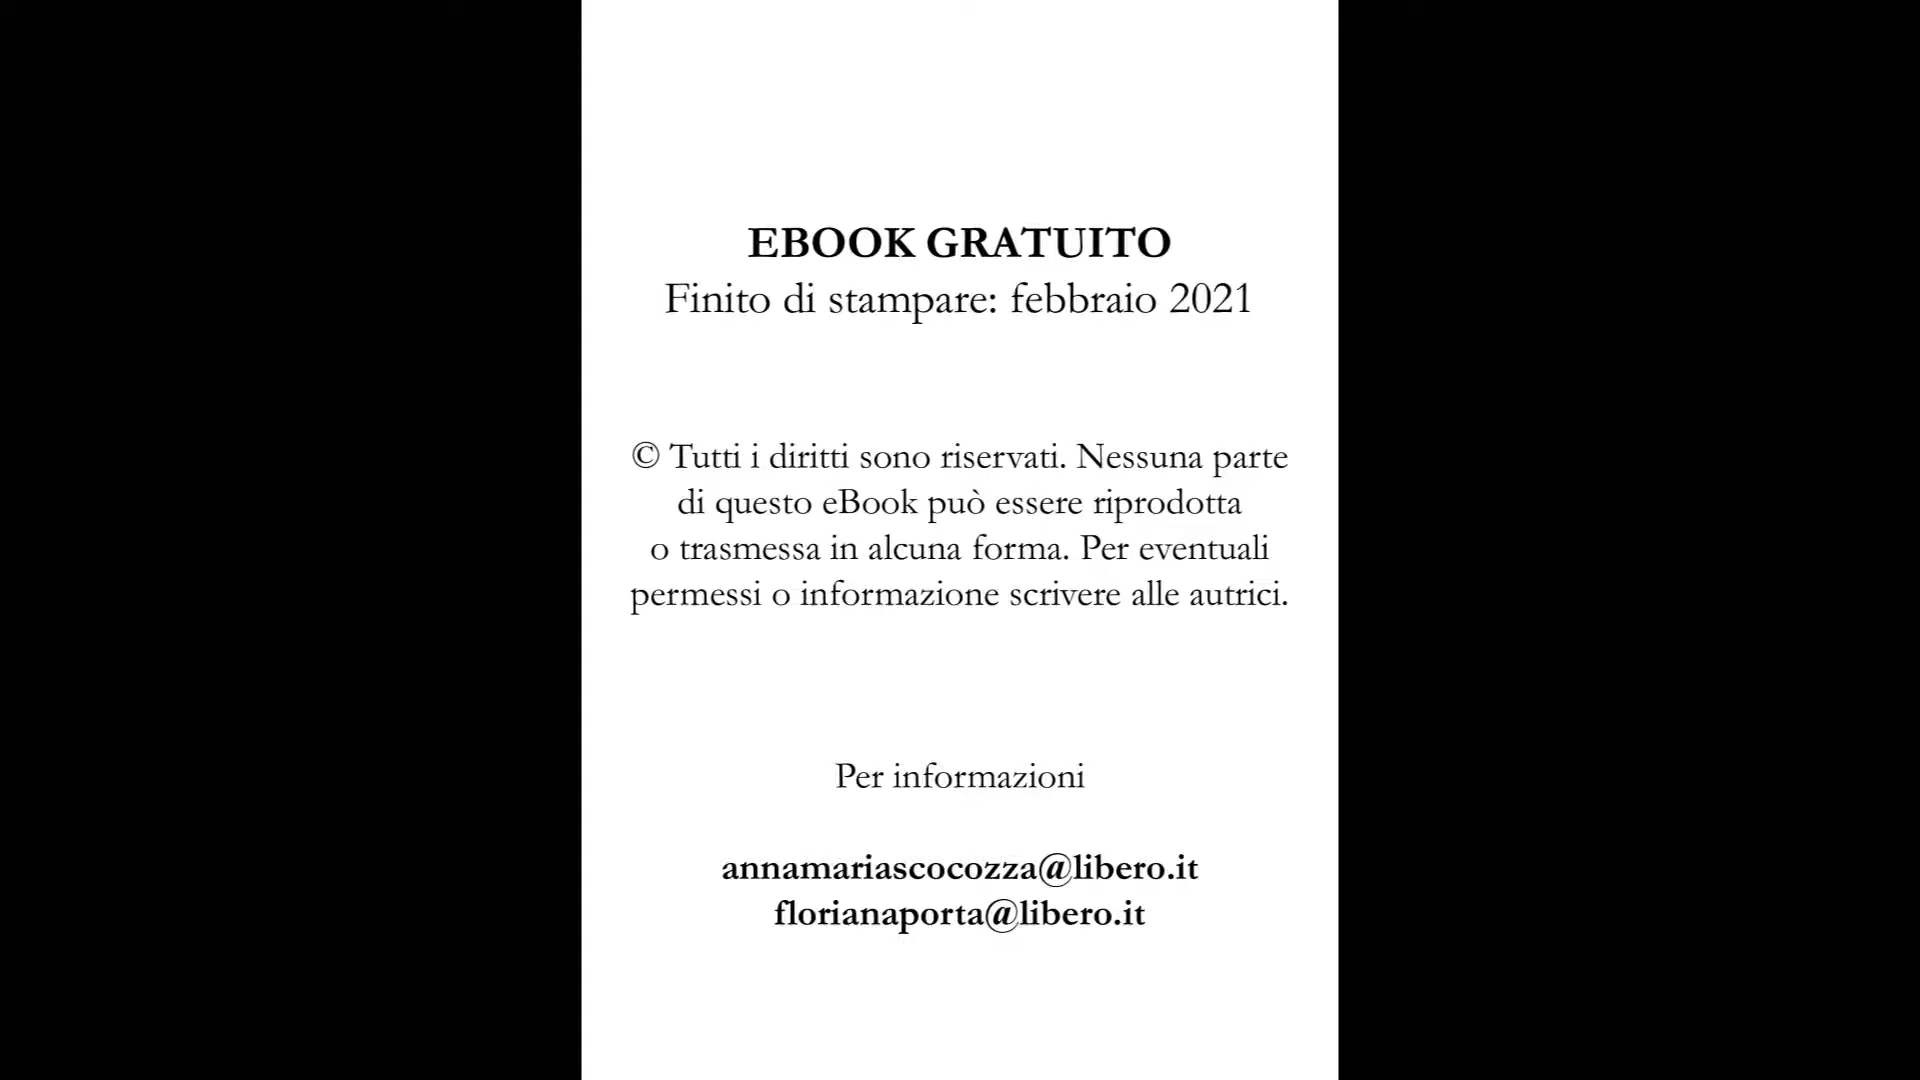 EBOOK GRATUITO
Finito di stampare: febbraio 2021
© Tutti i diritti sono riservati. Nessuna parte
di questo eBook può essere riprodotta
o trasmessa in alcuna forma. Per eventuali
permessi o informazione scrivere alle autrici.
Per informazioni
annamariascocozza@libero.it
florianaporta@libero.it